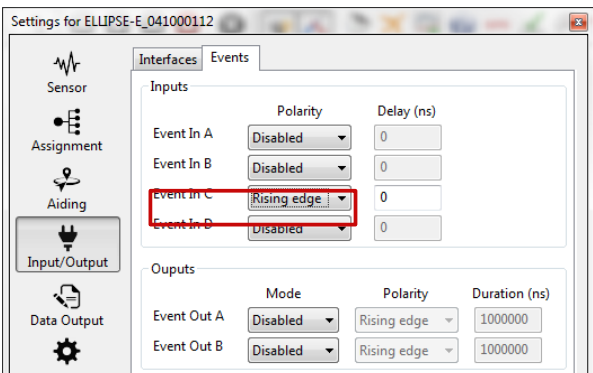 Settings for ELLIPSE-E_041000112
Sensor
Assignment
Aiding
Input/Output
Data Output
Interfaces Events
Inputs
Polarity Delay (ns)
Event In A Disabled 0
Event In B Disabled 0
Event In C Rising edge 0
Event In D Disabled 0
Ouputs
Mode Polarity Duration (ns)
Event Out A Disabled Rising edge 1000000
Event Out B Disabled Rising edge 1000000